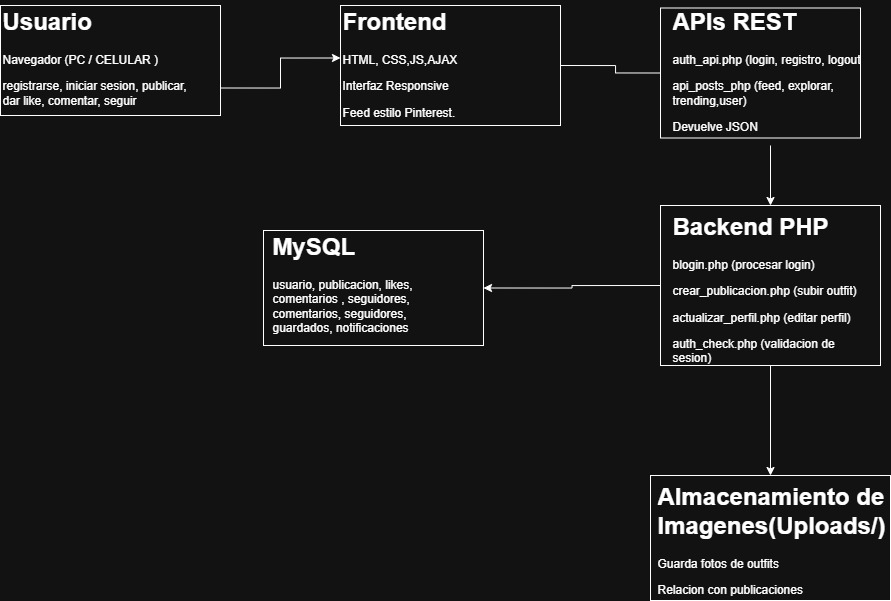 Usuario
Navegador (PC / CELULAR )
registrarse, iniciar sesion, publicar,
dar like, comentar, seguir
Frontend
HTML, CSS,JS,AJAX
Interfaz Responsive
Feed estilo Pinterest.
APIs REST
auth_api.php (login, registro, logout
api_posts_php (feed, explorar,
trending,user)
Devuelve JSON
Backend PHP
blogin.php (procesar login)
crear_publicacion.php (subir outfit)
actualizar_perfil.php (editar perfil)
auth_check.php (validacion de
sesion)
MySQL
usuario, publicacion, likes,
comentarios , seguidores,
comentarios, seguidores,
guardados, notificaciones
Almacenamiento de
Imagenes(Uploads/)
Guarda fotos de outfits
Relacion con publicaciones